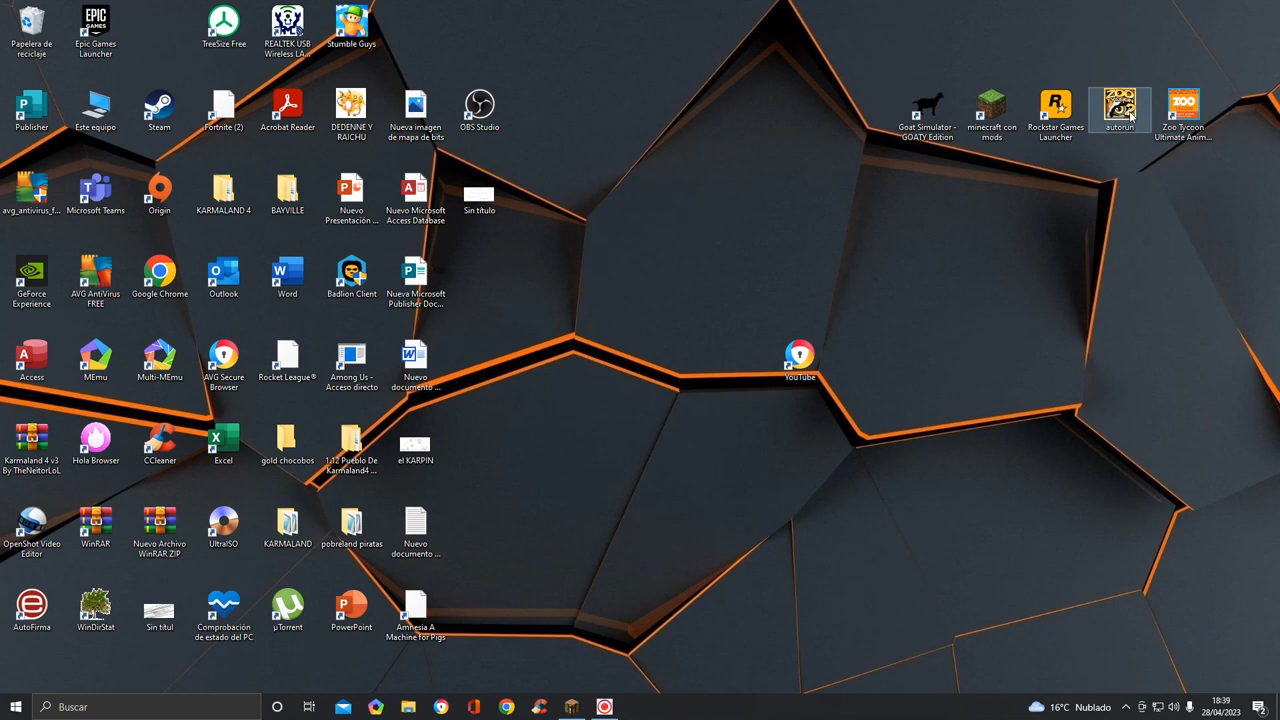 Papelera de
reciclaje
Epic Games
Launcher
TreeSize Free
REALTEK USB
Wireless LA...
Stumble Guys
Publisher
Este equipo
Steam
Fortnite (2)
Acrobat Reader
DEDENNE Y
RAICHU
Nueva imagen
de mapa de bits
OBS Studio
Goat Simulator -
GOATY Edition
minecraft con
mods
Rockstar Games
Launcher
autorun
Zoo Tycoon
Ultimate Anim...
avg_antivirus_f...
Microsoft Teams
Origin
KARMALAND 4
BAYVILLE
Nuevo
Presentación ...
Nuevo Microsoft
Access Database
Sin título
GeForce
Experience
AVG AntiVirus
FREE
Google Chrome
Outlook
Word
Badlion Client
Nueva Microsoft
Publisher Doc...
Access
MEmu
Multi-MEmu
AVG Secure
Browser
Rocket League®
Among Us -
Acceso directo
Nuevo
documento ...
YouTube
Karmaland 4 v3
By TheNeitorLoL
Hola Browser
CCleaner
Excel
gold chocobos
1.12 Pueblo De
Karmaland4 ...
el KARPIN
OpenShot Video
Editor
WinRAR
Nuevo Archivo
WinRAR ZIP
UltraISO
KARMALAND
pobreland piratas
Nuevo
documento ...
AutoFirma
WinDirStat
Sin titul
Comprobación
de estado del PC
µTorrent
PowerPoint
Amnesia A
Machine for Pigs
Buscar
16°C Nublado
18:39
28/04/2023